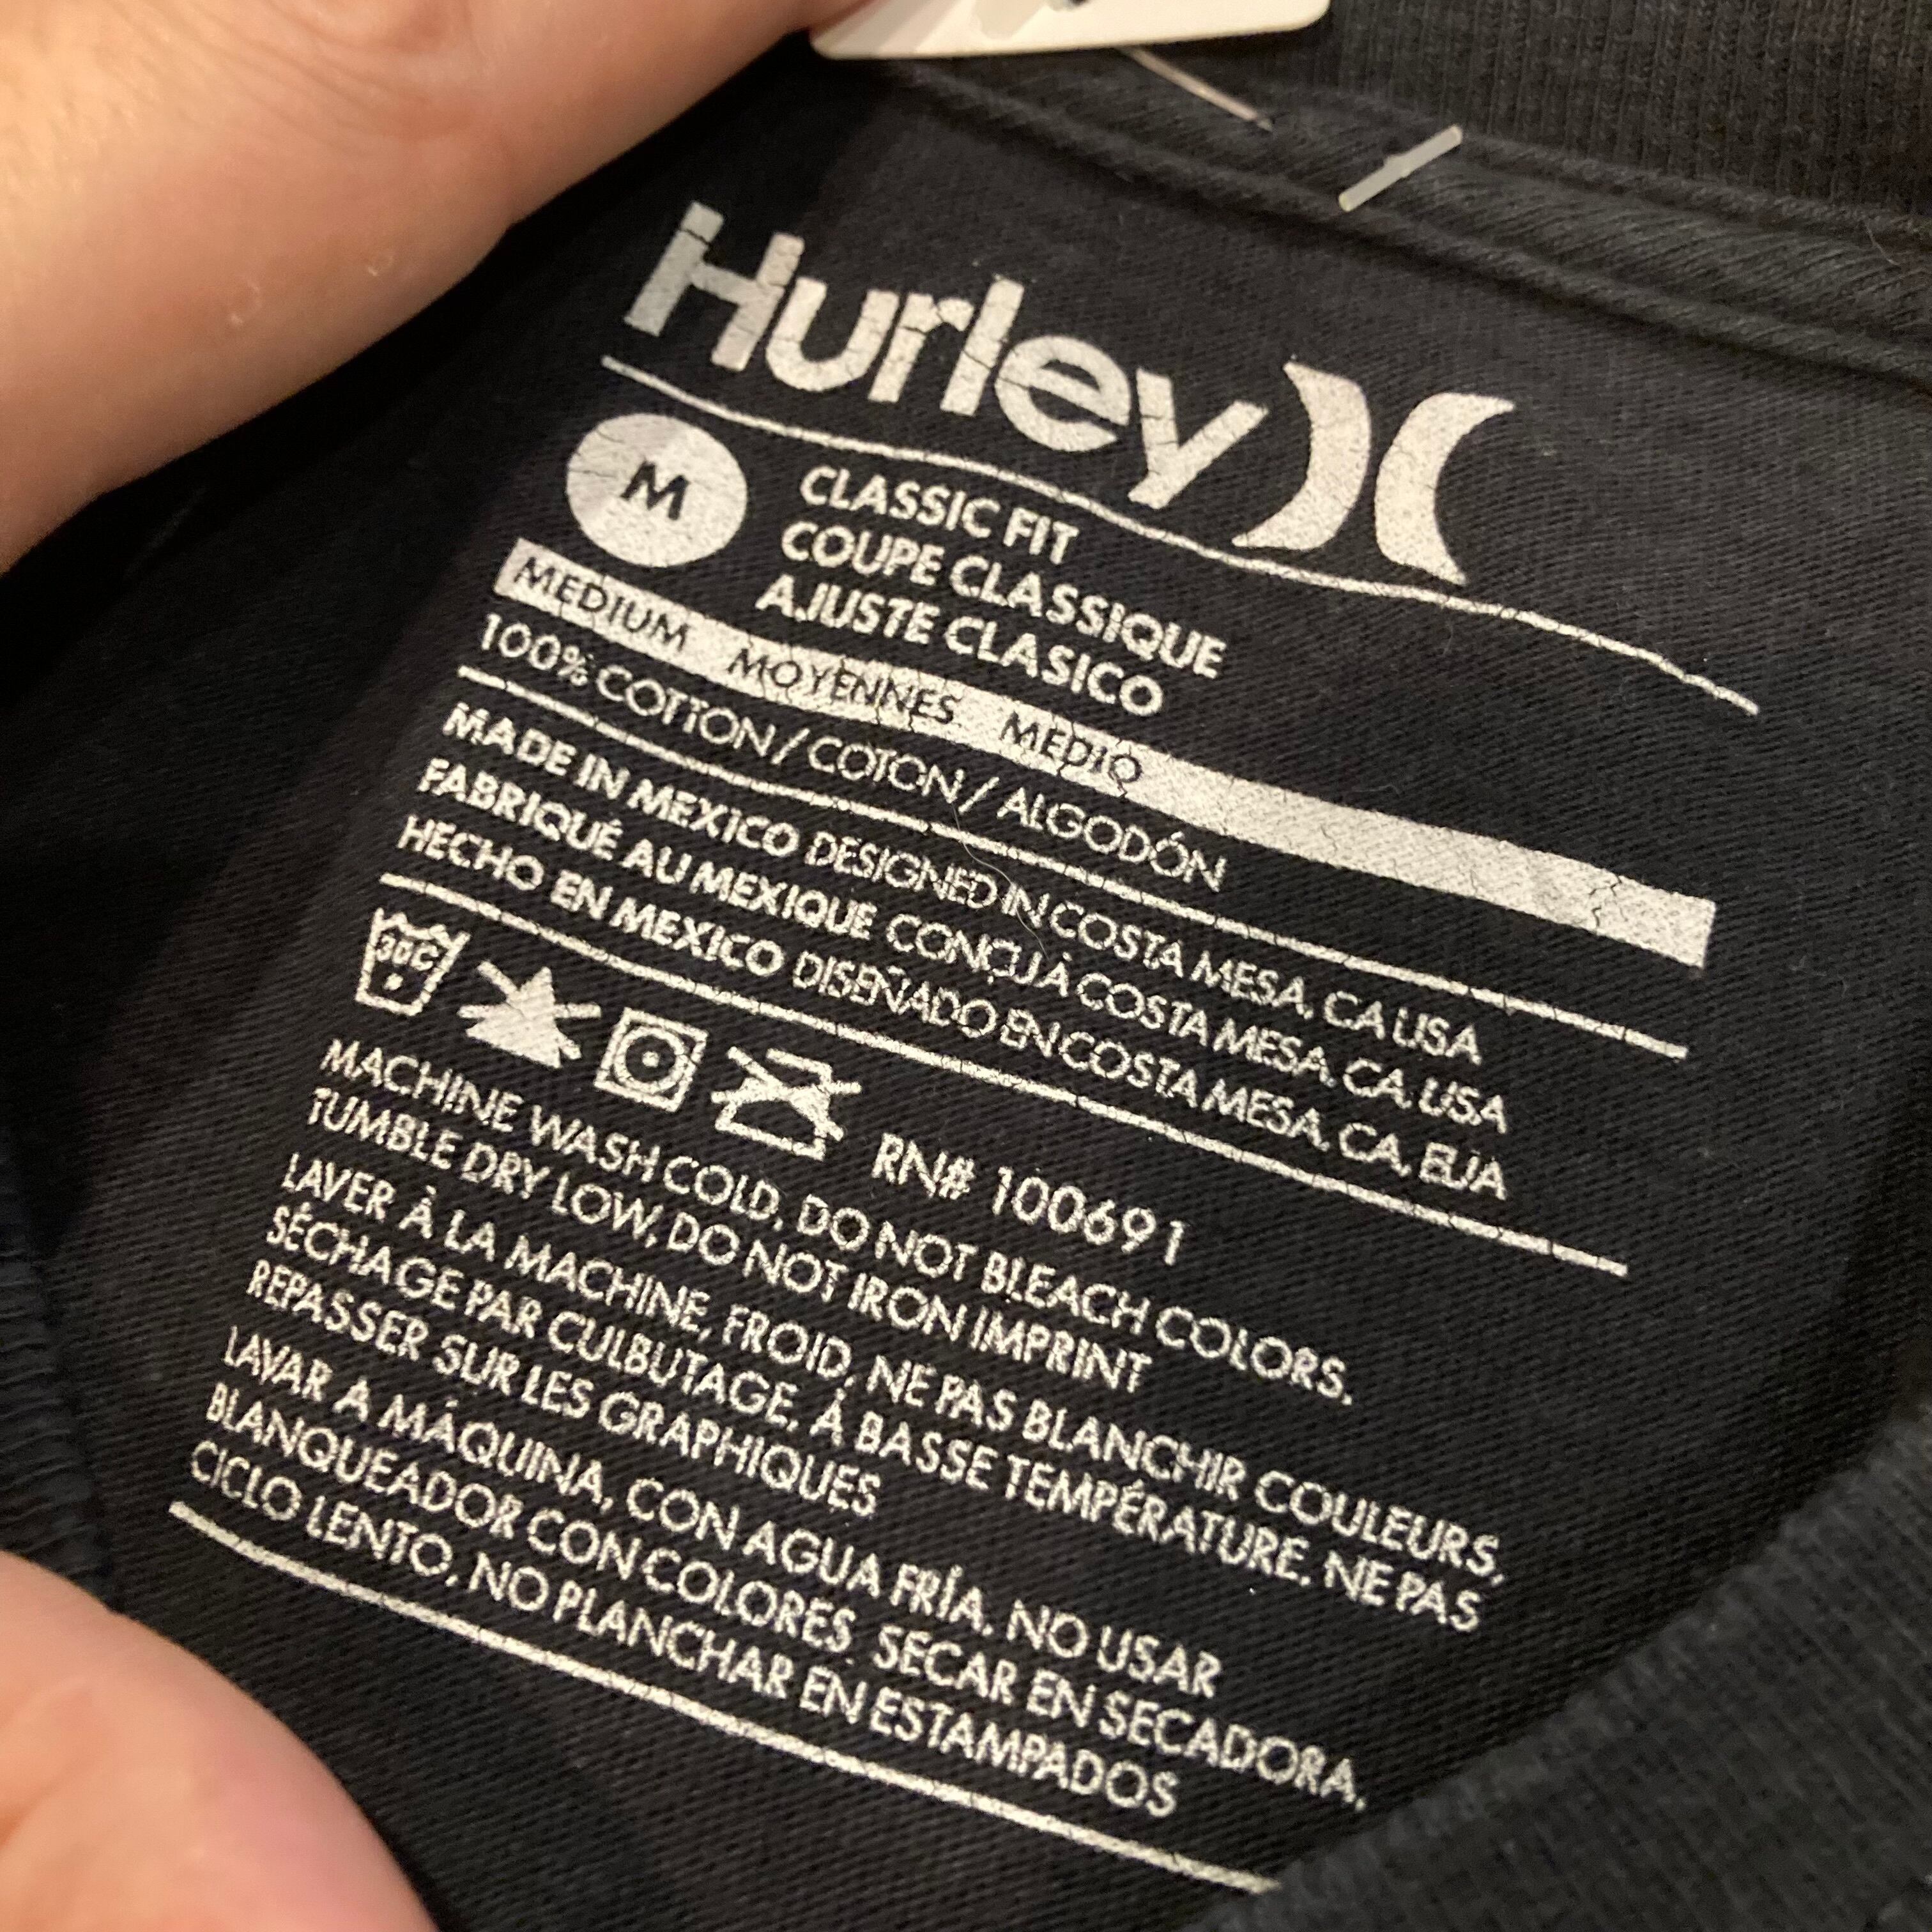 Hurley
M
CLASSIC FIT
COUPE CLASSIQUE
AJUSTE CLASICO
MEDIUM MOYENNES MEDIO
100% COTTON / COTON / ALGODÓN
MADE IN MEXICO DESIGNED IN COSTA MESA, CA USA
FABRIQUÉ AU MEXIQUE CONÇU À COSTA MESA, CA, USA
HECHO EN MEXICO DISEÑADO EN COSTA MESA, CA, EUA
30C
RN# 100691
MACHINE WASH COLD, DO NOT BLEACH COLORS,
TUMBLE DRY LOW, DO NOT IRON IMPRINT
LAVER À LA MACHINE, FROID, NE PAS BLANCHIR COULEURS,
SÉCHAGE PAR CULBUTAGE, À BASSE TEMPÉRATURE, NE PAS
REPASSER SUR LES GRAPHIQUES
LAVAR A MÁQUINA, CON AGUA FRÍA, NO USAR
BLANQUEADOR CON COLORES, SECAR EN SECADORA,
CICLO LENTO, NO PLANCHAR EN ESTAMPADOS